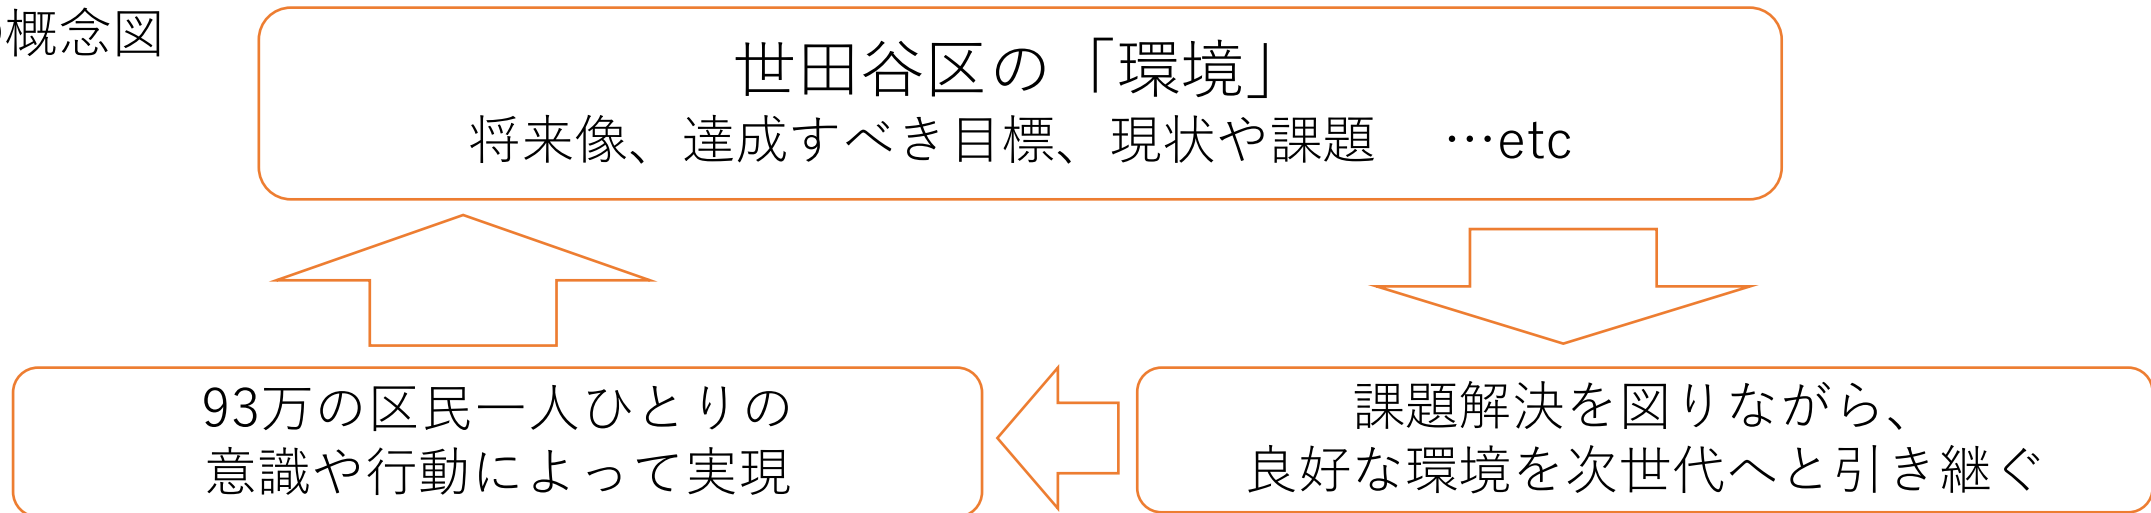 概念図
世田谷区の「環境」
将来像、達成すべき目標、現状や課題　…etc
93万の区民一人ひとりの
意識や行動によって実現
課題解決を図りながら、
良好な環境を次世代へと引き継ぐ